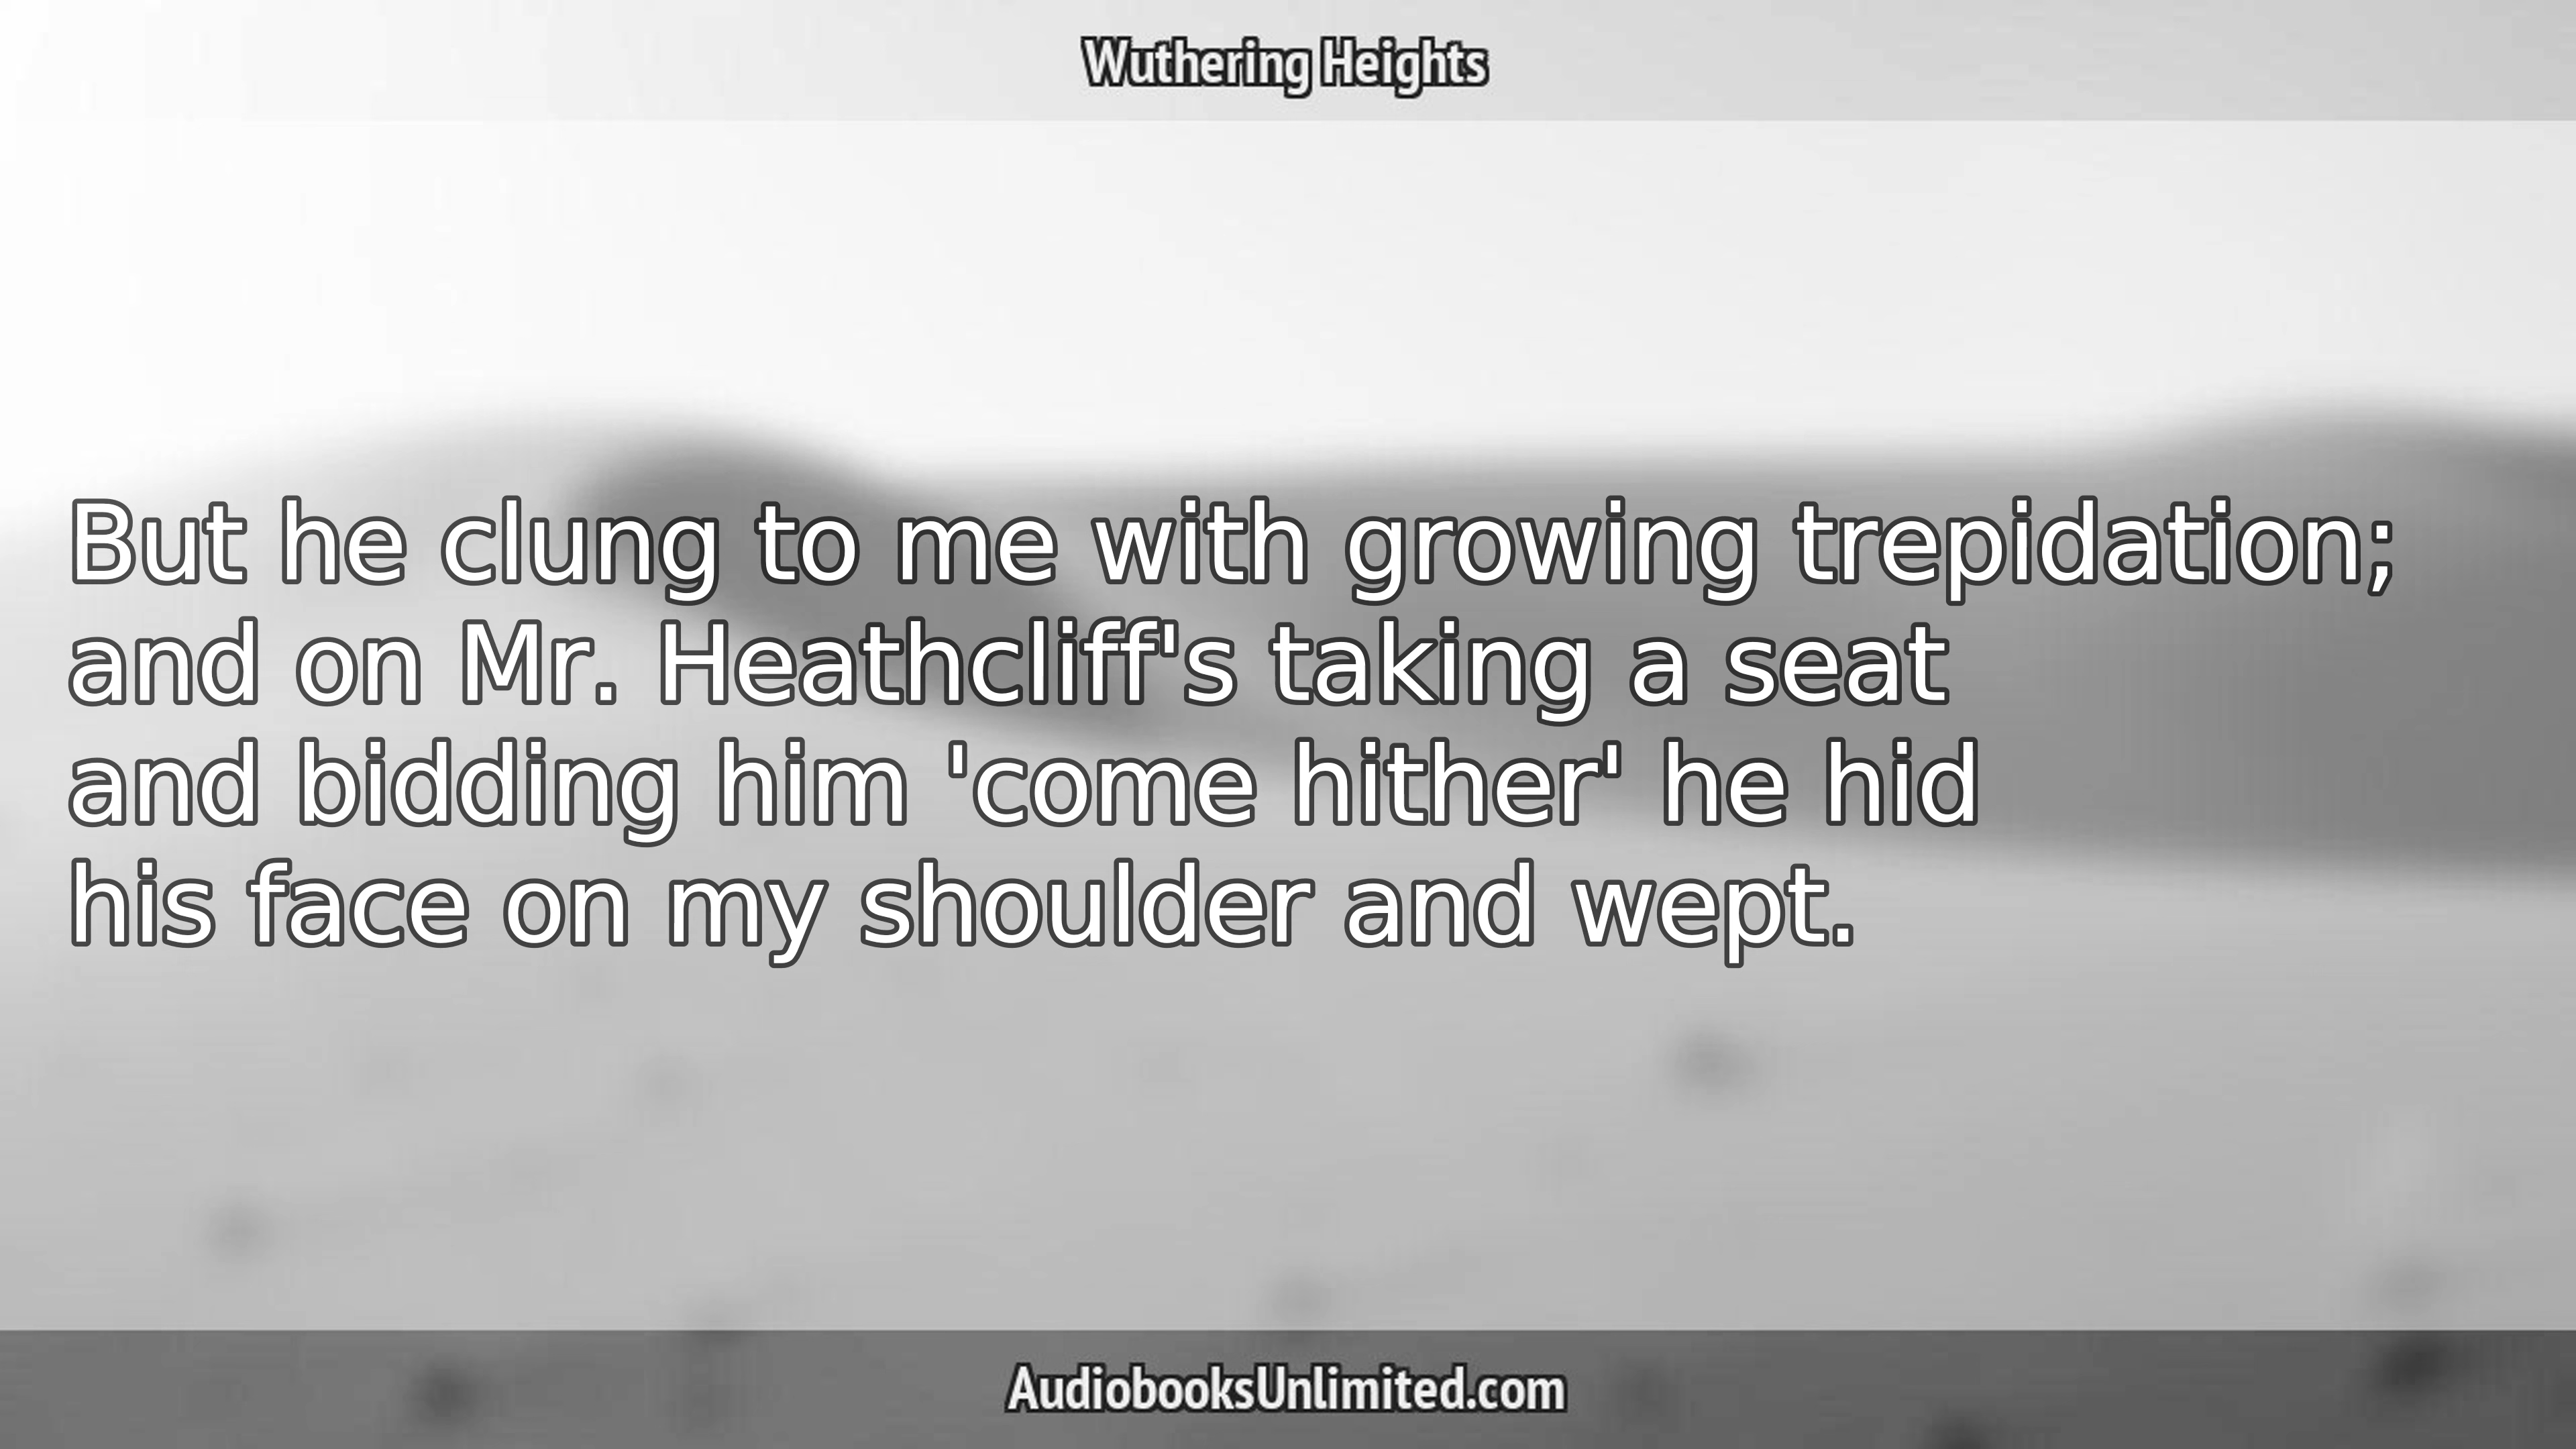 Wuthering Heights
But he clung to me with growing trepidation;
and on Mr. Heathcliff's taking a seat
and bidding him 'come hither' he hid
his face on my shoulder and wept.
AudiobooksUnlimited.com